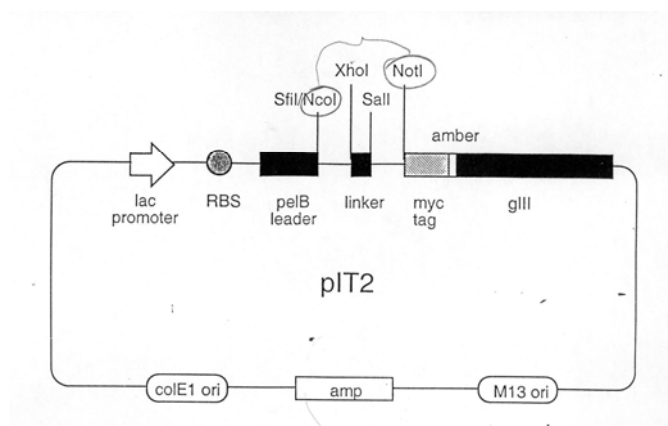 XhoI
NotI
SfiI/NcoI
SalI
amber
lac
promoter
RBS
pelB
leader
linker
myc
tag
gIII
pIT2
colE1 ori
amp
M13 ori